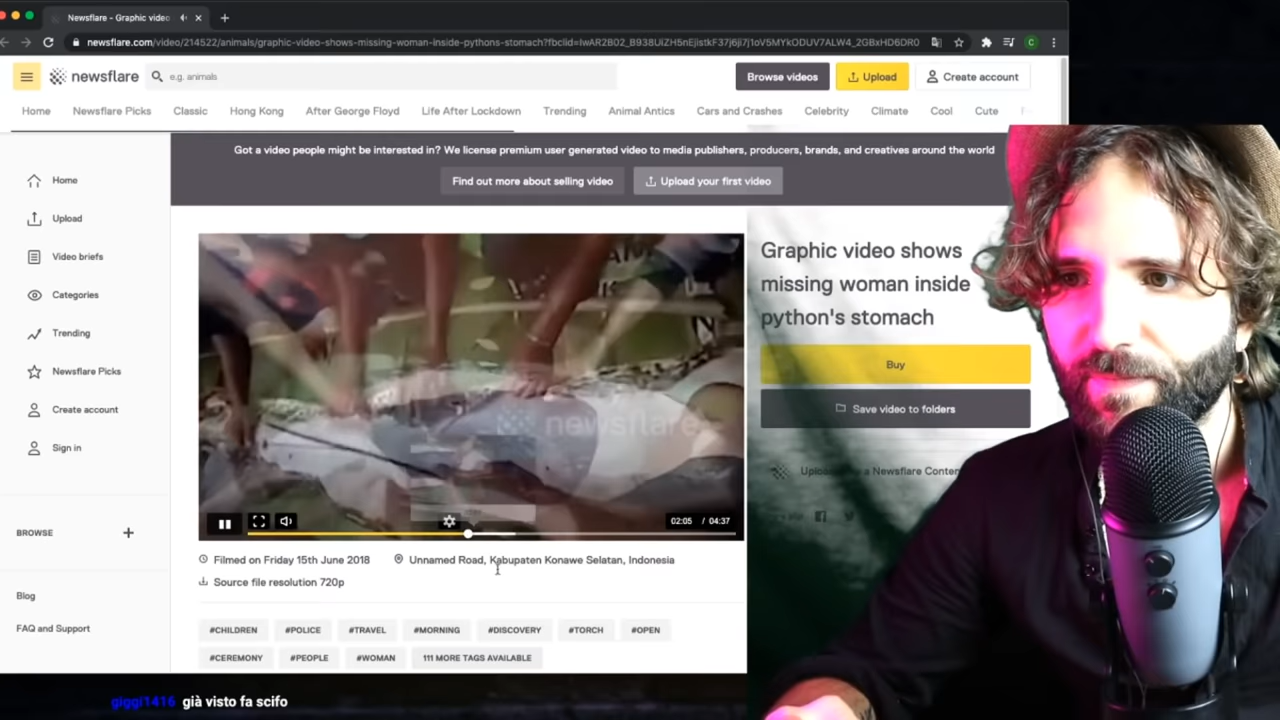 Newsflare - Graphic video
newsflare.com/video/214522/animals/graphic-video-shows-missing-woman-inside-pythons-stomach?fbclid=
newsflare
e.g. animals
Browse videos
Upload
Create account
Home
Newsflare Picks
Classic
Hong Kong
After George Floyd
Life After Lockdown
Trending
Animal Antics
Cars and Crashes
Celebrity
Climate
Cool
Cute
Got a video people might be interested in? We license premium user generated video to media publishers, producers, brands, and creatives around the world
Find out more about selling video
Upload your first video
Home
Upload
Video briefs
Categories
Trending
Newsflare Picks
Create account
Sign in
BROWSE
Blog
FAQ and Support
newsflare
02:05 / 04:37
Graphic video shows
missing woman inside
python's stomach
Buy
Save video to folders
a Newsflare
Filmed on Friday 15th June 2018
Unnamed Road, Kabupaten Konawe Selatan, Indonesia
Source file resolution 720p
#CHILDREN
#POLICE
#TRAVEL
#MORNING
#DISCOVERY
#TORCH
#OPEN
#CEREMONY
#PEOPLE
#WOMAN
111 MORE TAGS AVAILABLE
giggi1416 già visto fa scifo